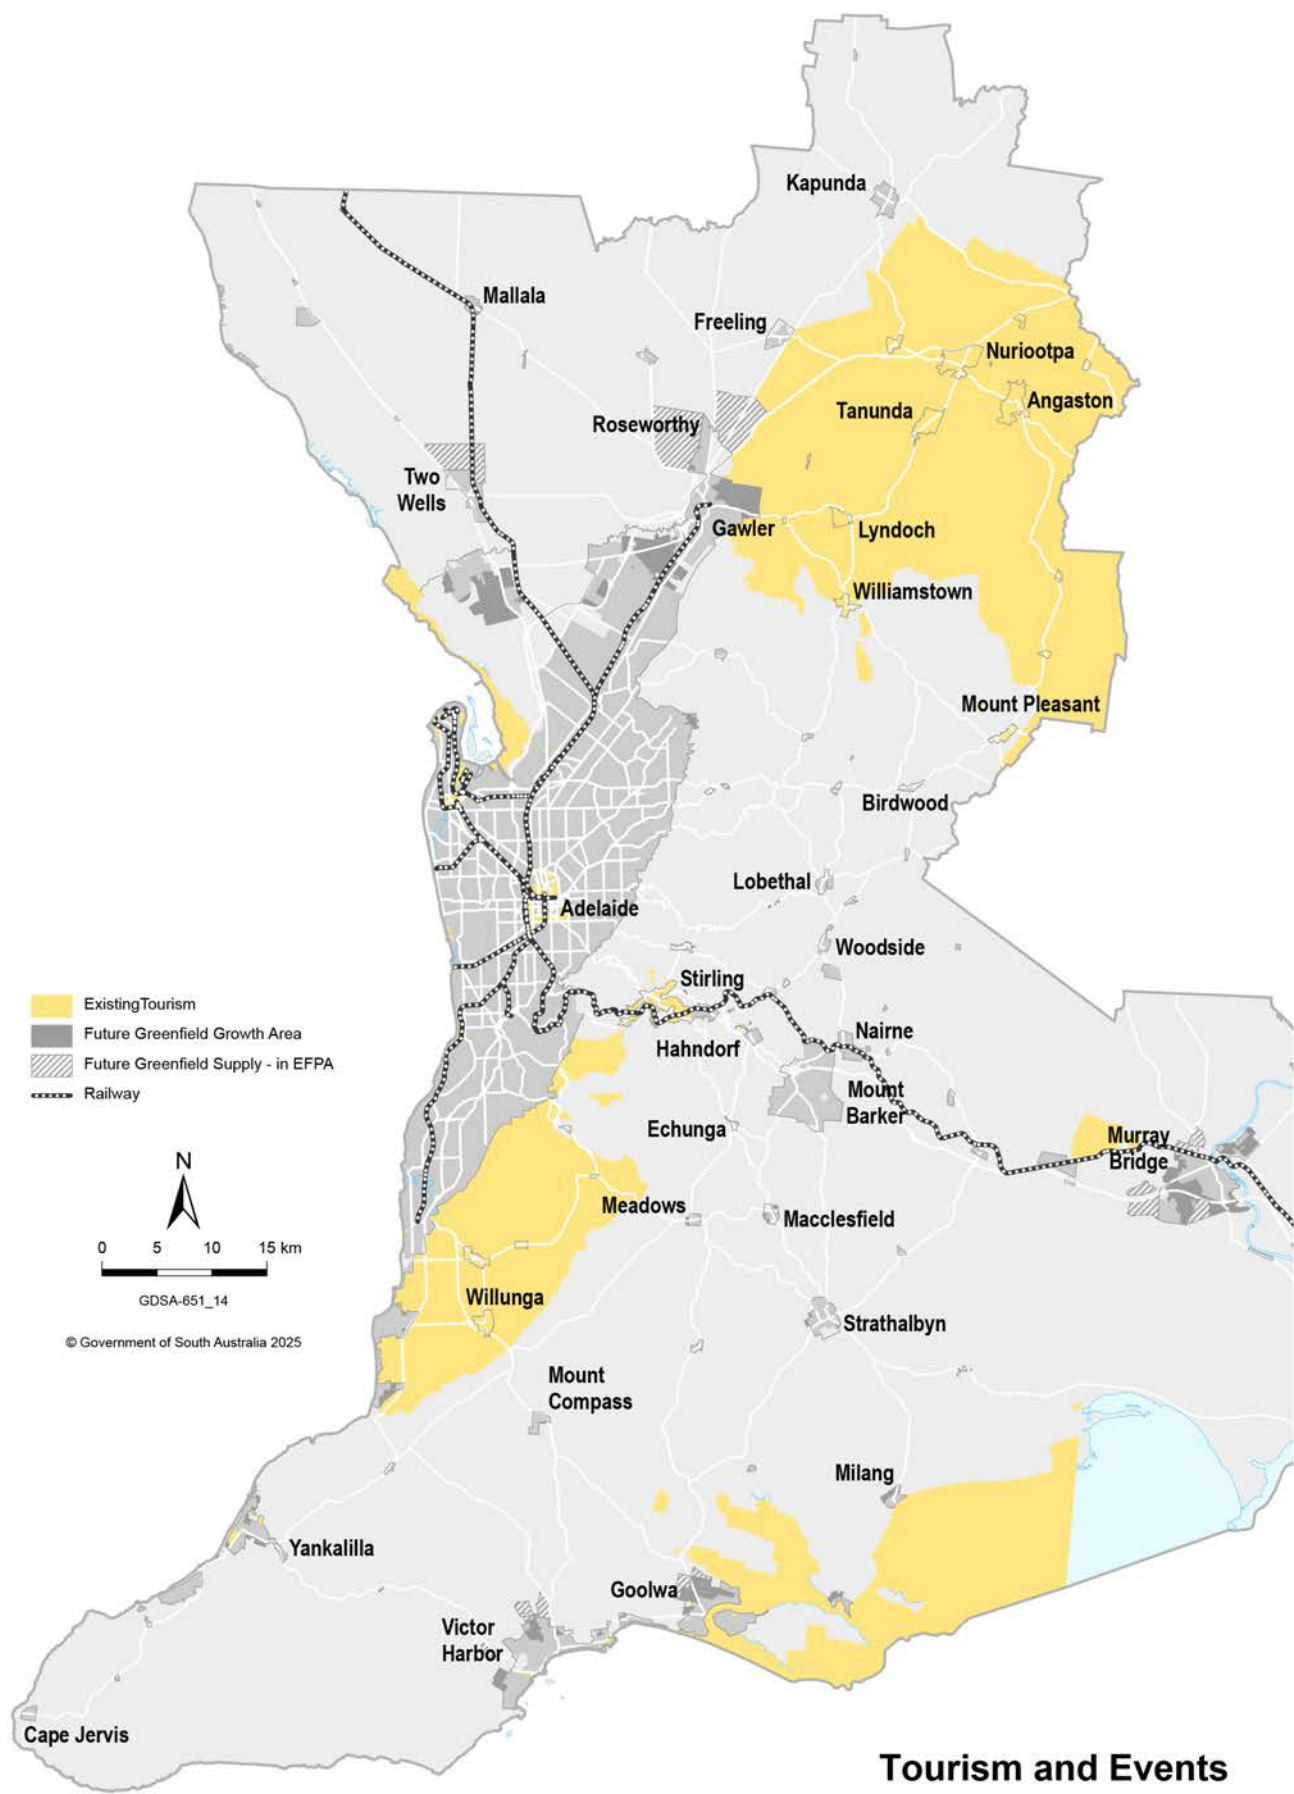 Kapunda
Mallala
Freeling
Nuriootpa
Angaston
Tanunda
Roseworthy
Two
Wells
Gawler
Lyndoch
Williamstown
Mount Pleasant
Birdwood
Lobethal
Adelaide
Woodside
Stirling
ExistingTourism
Future Greenfield Growth Area
Future Greenfield Supply - in EFPA
Railway
Nairne
Hahndorf
Mount
Barker
Echunga
Murray
Bridge
N
Meadows
Macclesfield
0 5 10 15 km
GDSA-651_14
© Government of South Australia 2025
Willunga
Strathalbyn
Mount
Compass
Milang
Yankalilla
Goolwa
Victor
Harbor
Cape Jervis
Tourism and Events